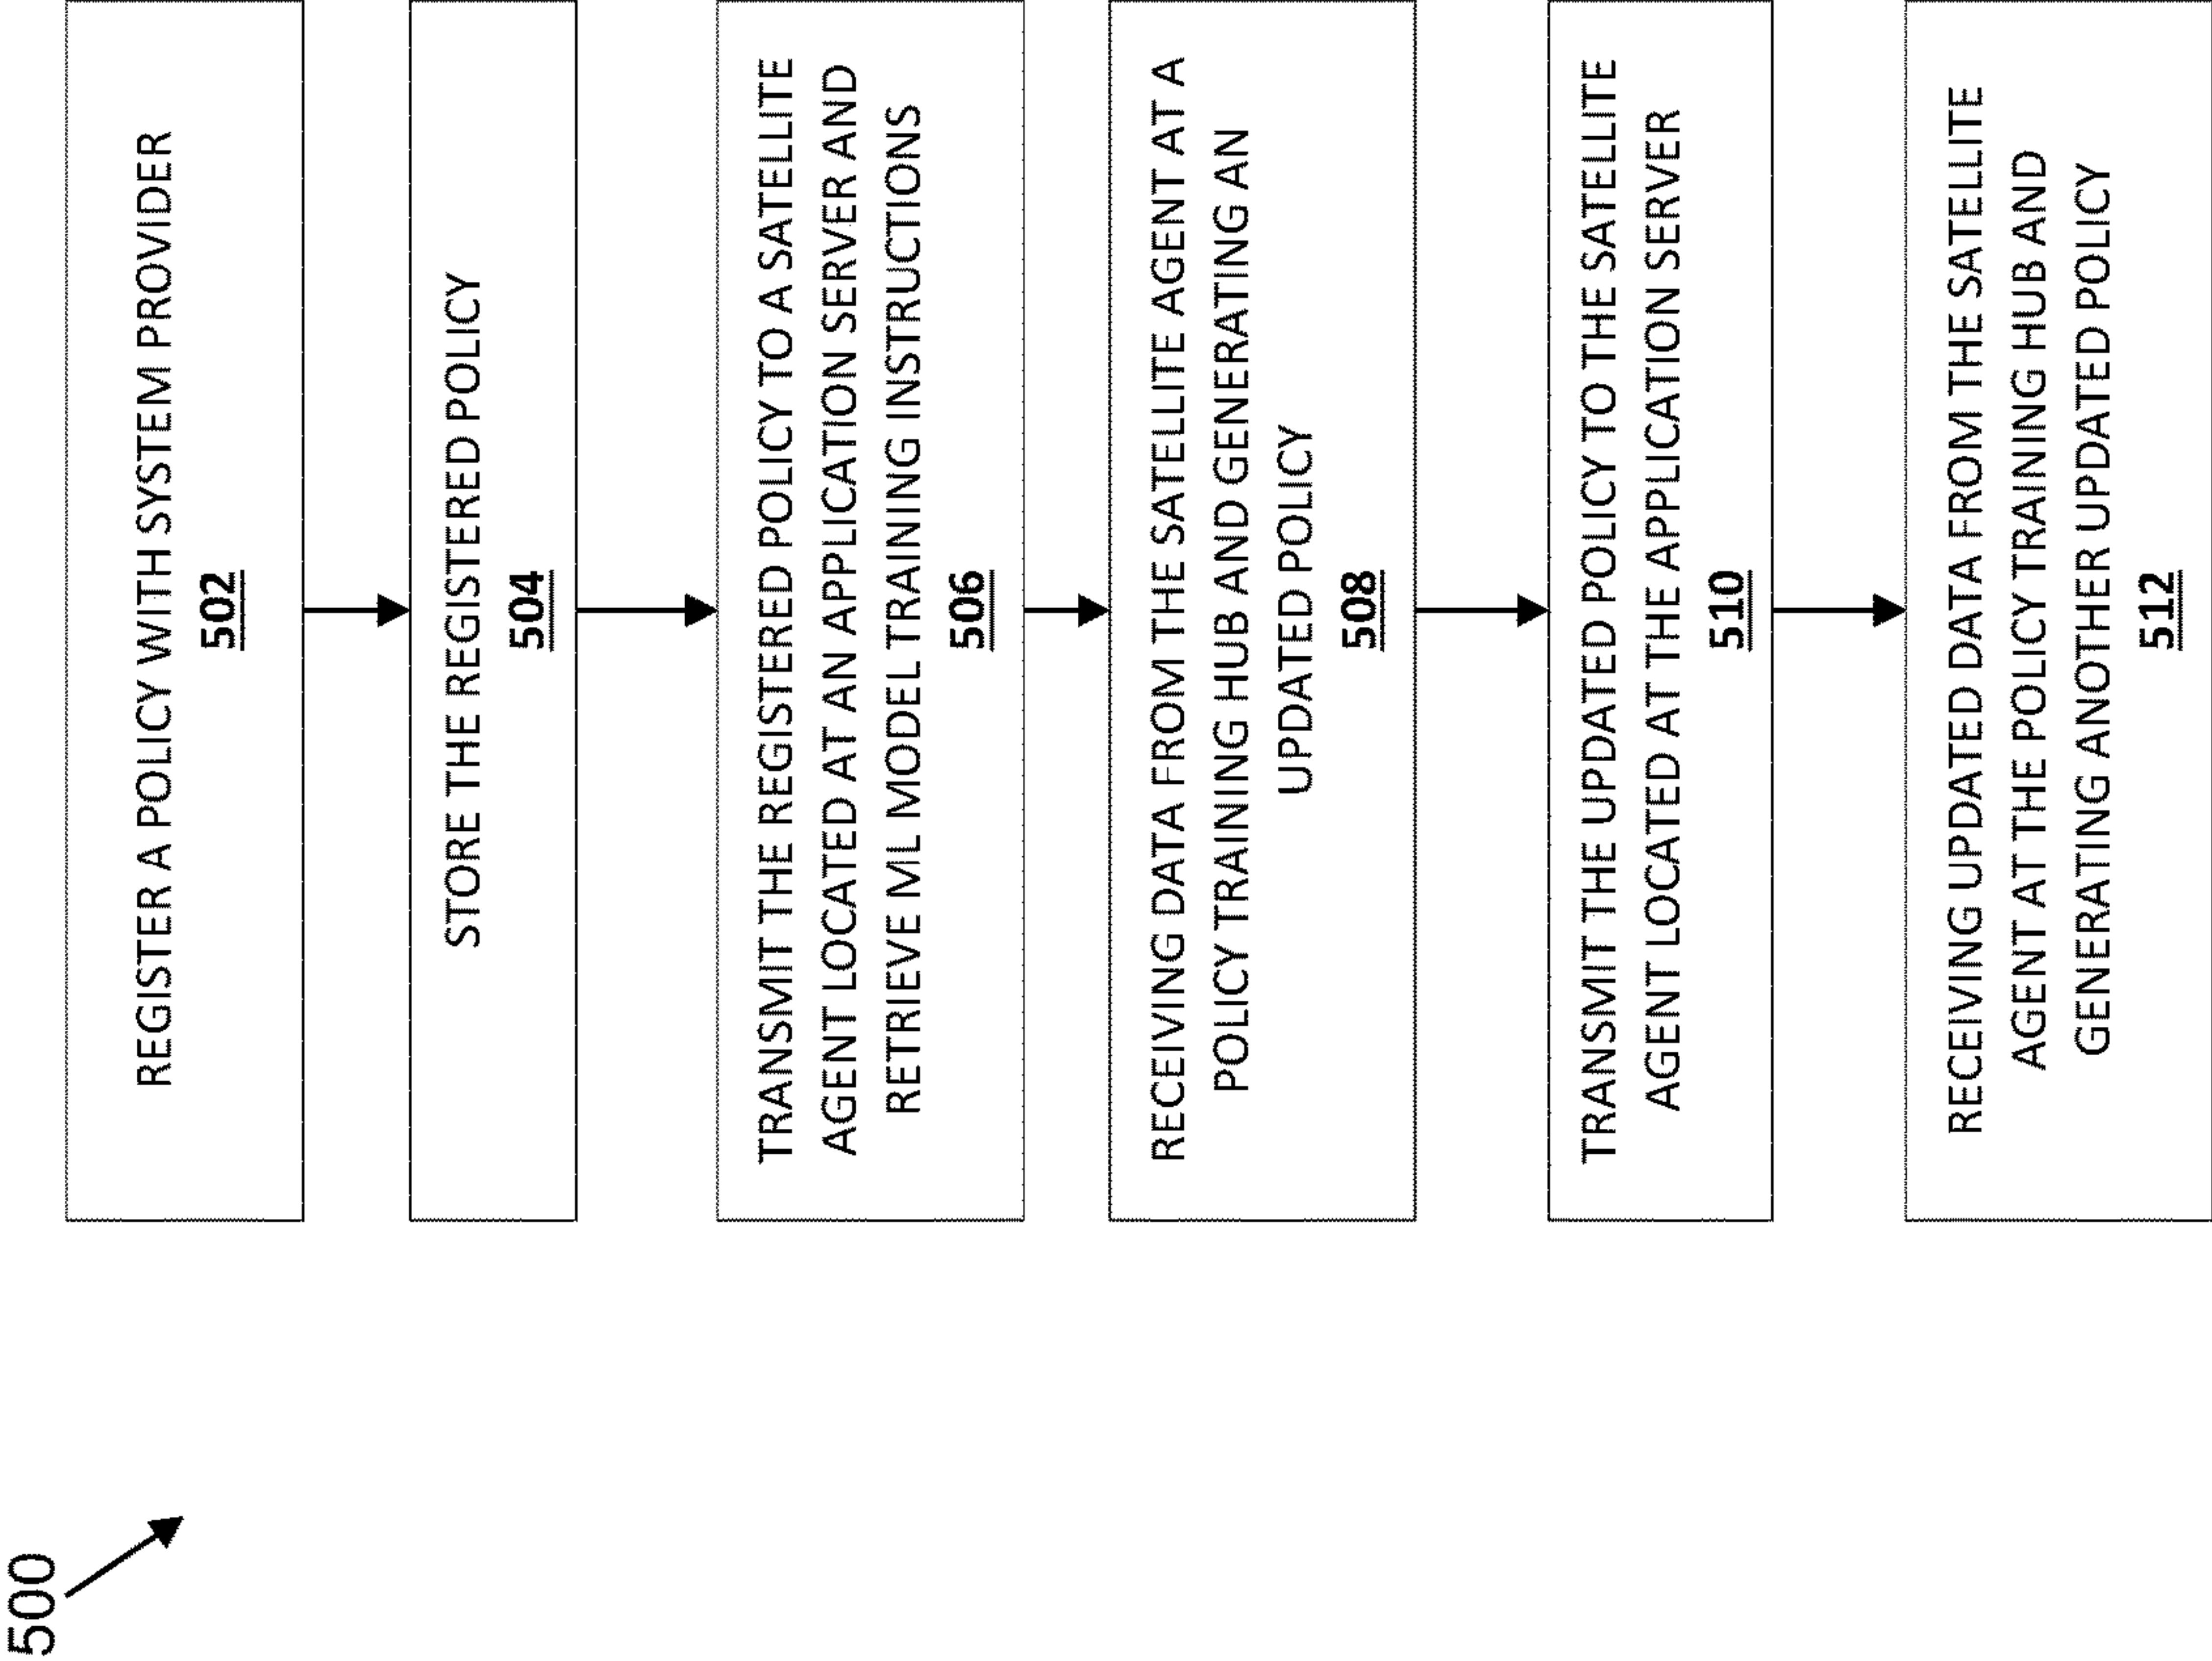 500
REGISTER A POLICY WITH SYSTEM PROVIDER
502
STORE THE REGISTERED POLICY
504
TRANSMIT THE REGISTERED POLICY TO A SATELLITE
AGENT LOCATED AT AN APPLICATION SERVER AND
RETRIEVE ML MODEL TRAINING INSTRUCTIONS
506
RECEIVING DATA FROM THE SATELLITE AGENT AT A
POLICY TRAINING HUB AND GENERATING AN
UPDATED POLICY
508
TRANSMIT THE UPDATED POLICY TO THE SATELLITE
AGENT LOCATED AT THE APPLICATION SERVER
510
RECEIVING UPDATED DATA FROM THE SATELLITE
AGENT AT THE POLICY TRAINING HUB AND
GENERATING ANOTHER UPDATED POLICY
512